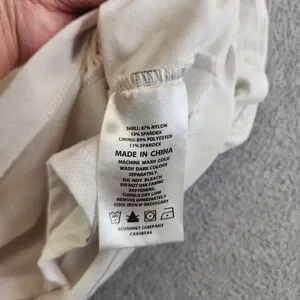 SHELL: 87% NYLON
13% SPANDEX
LINING: 89% POLYESTER
11% SPANDEX
MADE IN CHINA
MACHINE WASH COLD
WASH DARK COLORS
SEPARATELY.
DO NOT BLEACH
DO NOT USE FABRIC
SOFTENERS.
TUMBLE DRY LOW
REMOVE IMMEDIATELY
COOL IRON IF NECESSARY
ACUSHNET COMPANY
CA#38544